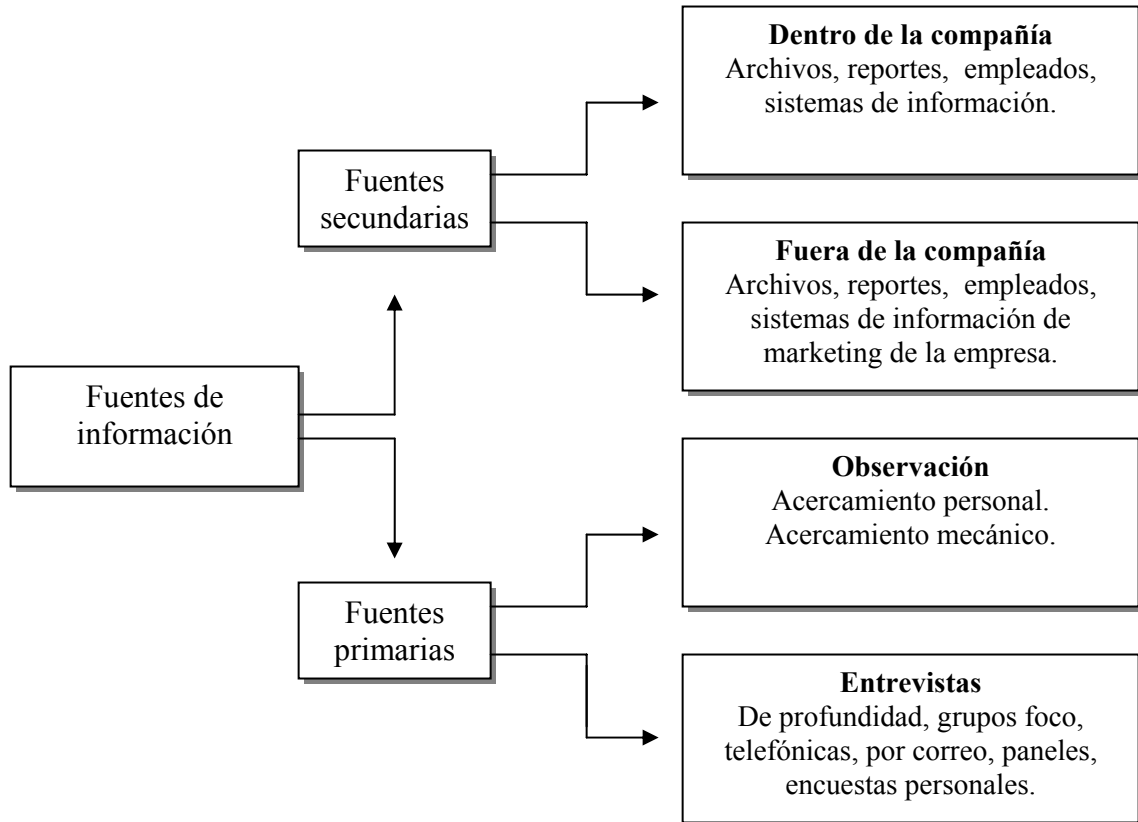 Fuentes de
información
Fuentes
secundarias
Dentro de la compañía
Archivos, reportes,  empleados,
sistemas de información.
Fuera de la compañía
Archivos, reportes,  empleados,
sistemas de información de
marketing de la empresa.
Fuentes
primarias
Observación
Acercamiento personal.
Acercamiento mecánico.
Entrevistas
De profundidad, grupos foco,
telefónicas, por correo, paneles,
encuestas personales.